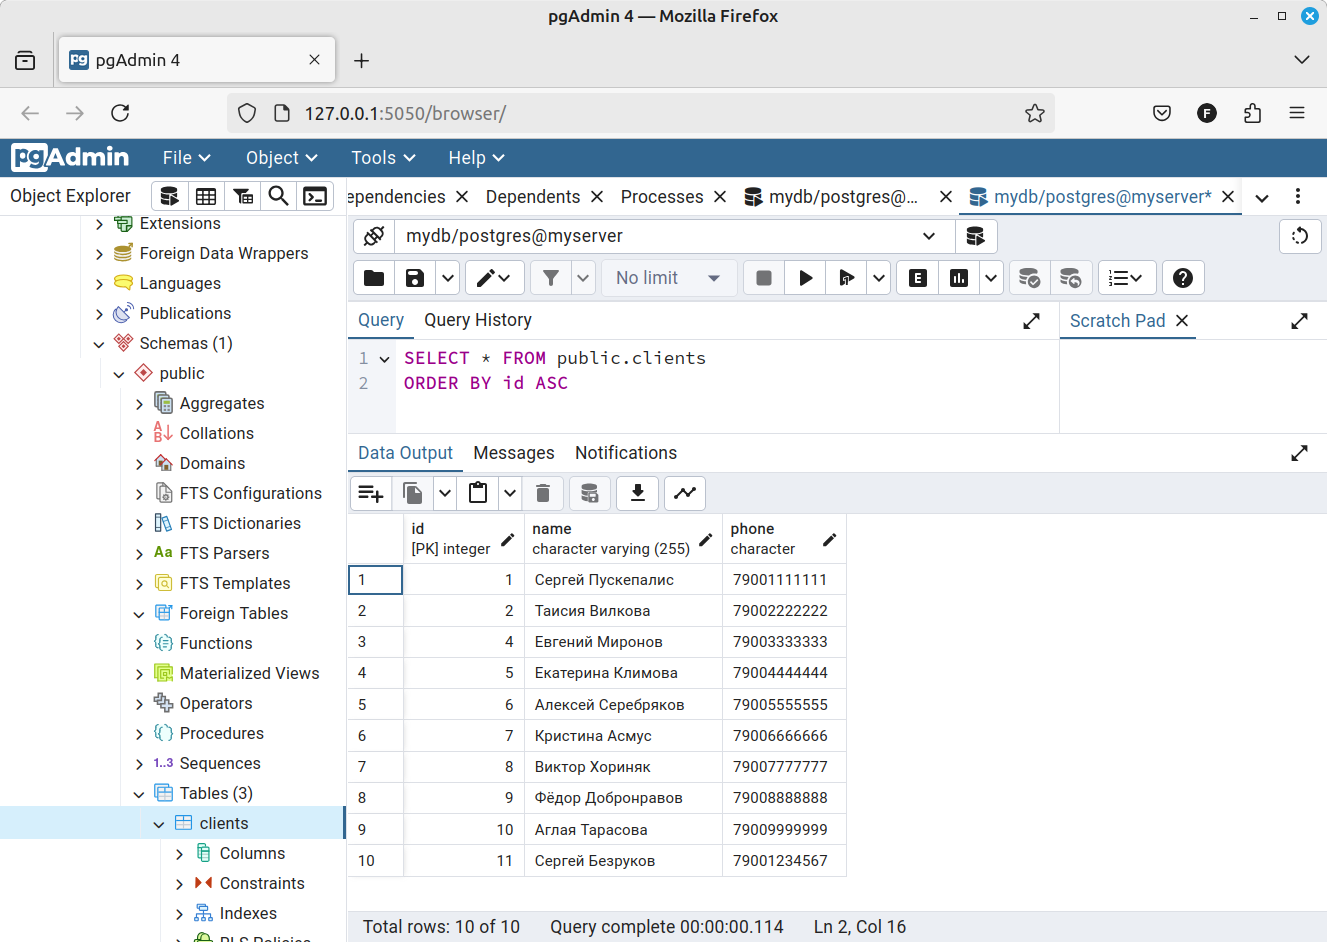 pgAdmin 4 — Mozilla Firefox
pg pgAdmin 4
127.0.0.1:5050/browser/
F
pgAdmin File Object Tools Help
Object Explorer
ependencies Dependents Processes mydb/postgres@... mydb/postgres@myserver*
mydb/postgres@myserver
No limit
E
Query Query History
Scratch Pad
1 SELECT * FROM public.clients
2 ORDER BY id ASC
Data Output Messages Notifications
id name phone
[PK] integer character varying (255) character
1 1 Сергей Пускепалис 79001111111
2 2 Таисия Вилкова 79002222222
3 4 Евгений Миронов 79003333333
4 5 Екатерина Климова 79004444444
5 6 Алексей Серебряков 79005555555
6 7 Кристина Асмус 79006666666
7 8 Виктор Хориняк 79007777777
8 9 Фёдор Добронравов 79008888888
9 10 Аглая Тарасова 79009999999
10 11 Сергей Безруков 79001234567
Total rows: 10 of 10 Query complete 00:00:00.114 Ln 2, Col 16
Extensions
Foreign Data Wrappers
Languages
Publications
Schemas (1)
public
Aggregates
Collations
Domains
FTS Configurations
FTS Dictionaries
Aa FTS Parsers
FTS Templates
Foreign Tables
Functions
Materialized Views
Operators
Procedures
1..3 Sequences
Tables (3)
clients
Columns
Constraints
Indexes
RLS Policies